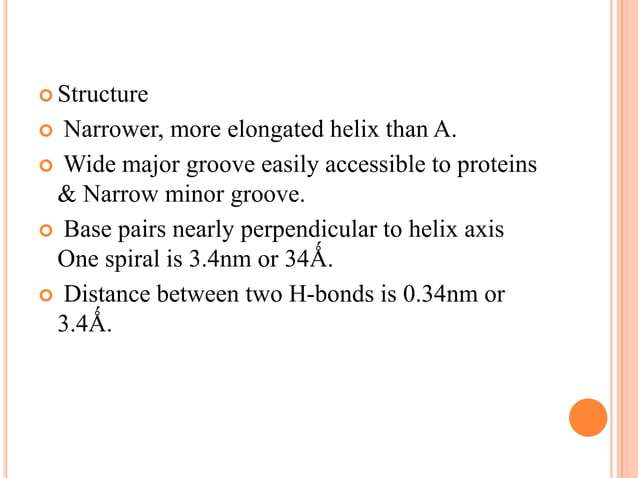 Structure
Narrower, more elongated helix than A.
Wide major groove easily accessible to proteins
& Narrow minor groove.
Base pairs nearly perpendicular to helix axis
One spiral is 3.4nm or 34Ǻ.
Distance between two H-bonds is 0.34nm or
3.4Ǻ.